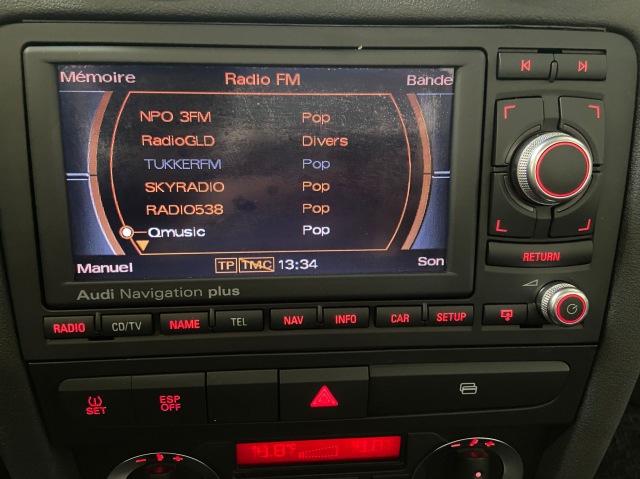 Mémoire Radio FM Bande
NPO 3FM Pop
RadioGLD Divers
TUKKERFM Pop
SKYRADIO Pop
RADIO538 Pop
Qmusic Pop
Manuel TP TMC 13:34 Son
Audi Navigation plus
RETURN
RADIO CD/TV NAME TEL NAV INFO CAR SETUP
SET
ESP
OFF